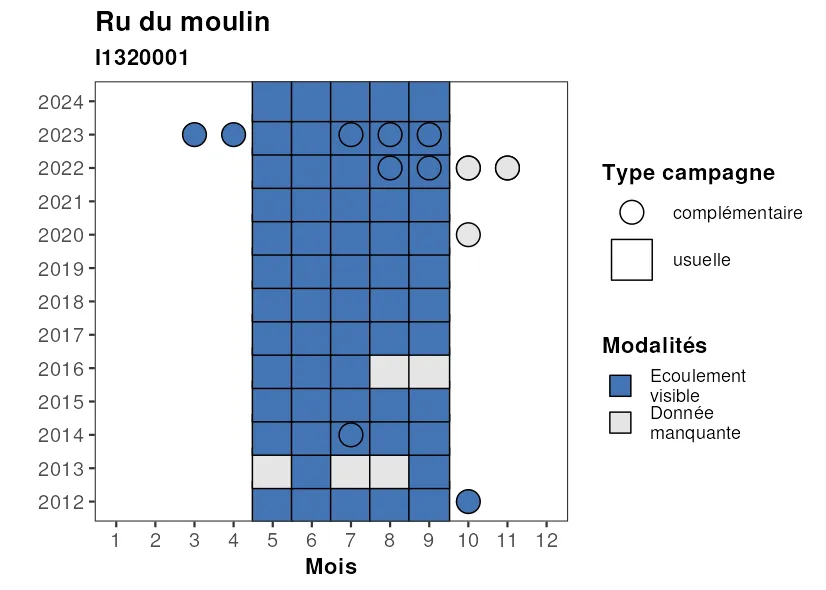 Ru du moulin
I1320001
2024
2023
2022
2021
2020
2019
2018
2017
2016
2015
2014
2013
2012
1 2 3 4 5 6 7 8 9 10 11 12
Mois
Type campagne
complémentaire
usuelle
Modalités
Ecoulement
visible
Donnée
manquante